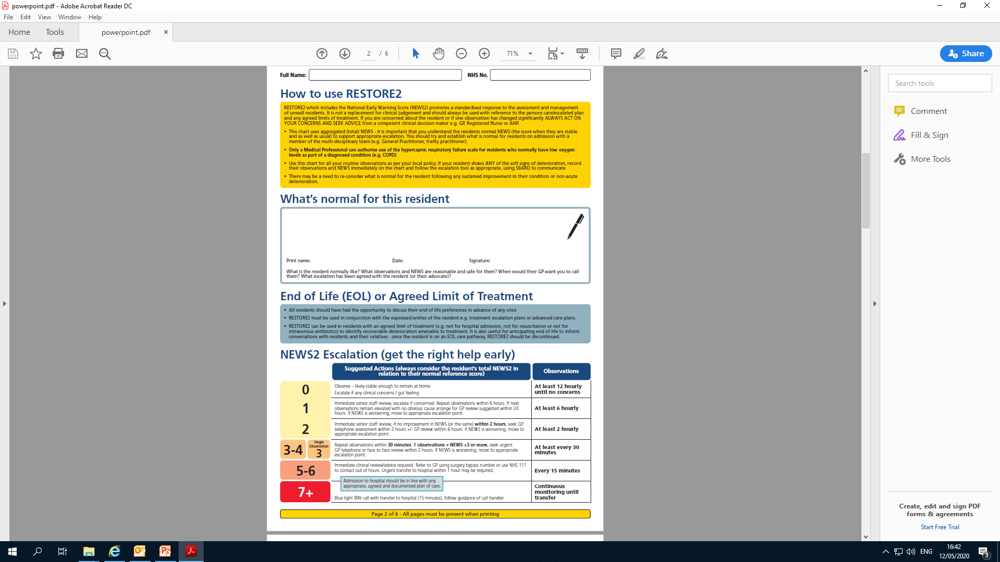 powerpoint.pdf - Adobe Acrobat Reader DC
File Edit View Window Help
Home Tools powerpoint.pdf
2 / 6 71% Share
Full Name: NHS No.
How to use RESTORE2
RESTORE2 which includes the National Early Warning Score (NEWS2) promotes a standardised response to the assessment and management
of unwell residents. It is not a replacement for clinical judgement and should always be used with reference to the persons care/escalated plan
and any agreed limits of treatment. If you are concerned about the resident or if one observation has changed significantly ALWAYS ACT ON
YOUR CONCERNS AND SEEK ADVICE from a competent clinical decision maker e.g. GP, Registered Nurse or AHP.
• This chart uses aggregated (total) NEWS - it is important that you understand the residents normal NEWS (the score when they are stable
and as well as usual) to support appropriate escalation. You should try and establish what is normal for residents on admission with a
member of the multi-disciplinary team (e.g. General Practitioner, frailty practitioner).
• Only a Medical Professional can authorise use of the hypercapnic respiratory failure scale for residents who normally have low oxygen
levels as part of a diagnosed condition (e.g. COPD)
• Use this chart for all your routine observations as per your local policy. If your resident shows ANY of the soft signs of deterioration, record
their observations and NEWS immediately on the chart and follow the escalation tool as appropriate, using SBARD to communicate
• There may be a need to re-consider what is normal for the resident following any sustained improvement in their condition or non-acute
deterioration.
What's normal for this resident
Print name: Date: Signature:
What is the resident normally like? What observations and NEWS are reasonable and safe for them? When would their GP want you to call
them? What escalation has been agreed with the resident (or their advocate)?
End of Life (EOL) or Agreed Limit of Treatment
• All residents should have had the opportunity to discuss their end of life preferences in advance of any crisis
• RESTORE2 must be used in conjunction with the expressed wishes of the resident e.g. treatment escalation plans or advanced care plans.
• RESTORE2 can be used in residents with an agreed limit of treatment (e.g. not for hospital admission, not for resuscitation or not for
intravenous antibiotics) to identify recoverable deterioration amenable to treatment. It is also useful for anticipating end of life to inform
conversations with residents and their relatives - once the resident is on an EOL care pathway, RESTORE2 should be discontinued.
NEWS2 Escalation (get the right help early)
Suggested Actions (always consider the resident's total NEWS2 in
relation to their normal reference score)
Observations
0
Observe – likely stable enough to remain at home
Escalate if any clinical concerns / gut feeling
At least 12 hourly
until no concerns
1
Immediate senior staff review, escalate if concerned. Repeat observations within 6 hours. If next
observations remain elevated with no obvious cause arrange for GP review suggested within 24
hours. If NEWS is worsening, move to appropriate escalation point.
At least 6 hourly
2
Immediate senior staff review, if no improvement in NEWS (or the same) within 2 hours, seek GP
telephone assessment within 2 hours +/- GP review within 6 hours. If NEWS is worsening, move to
appropriate escalation point.
At least 2 hourly
3-4
Single
Observation
3
Repeat observations within 30 minutes. If observations = NEWS +3 or more, seek urgent
GP telephone or face to face review within 2 hours. If NEWS is worsening, move to appropriate
escalation point.
At least every 30
minutes
5-6
Immediate clinical review/advice required. Refer to GP using surgery bypass number or use NHS 111
to contact out of hours. Urgent transfer to hospital within 1 hour may be required.
Every 15 minutes
Admission to hospital should be in line with any
appropriate, agreed and documented plan of care.
7+
Blue light 999 call with transfer to hospital (15 minutes), follow guidance of call handler
Continuous
monitoring until
transfer
Page 2 of 6 - All pages must be present when printing
Search tools
Comment
Fill & Sign
More Tools
Create, edit and sign PDF
forms & agreements
Start Free Trial
ENG
16:42
12/05/2020
3